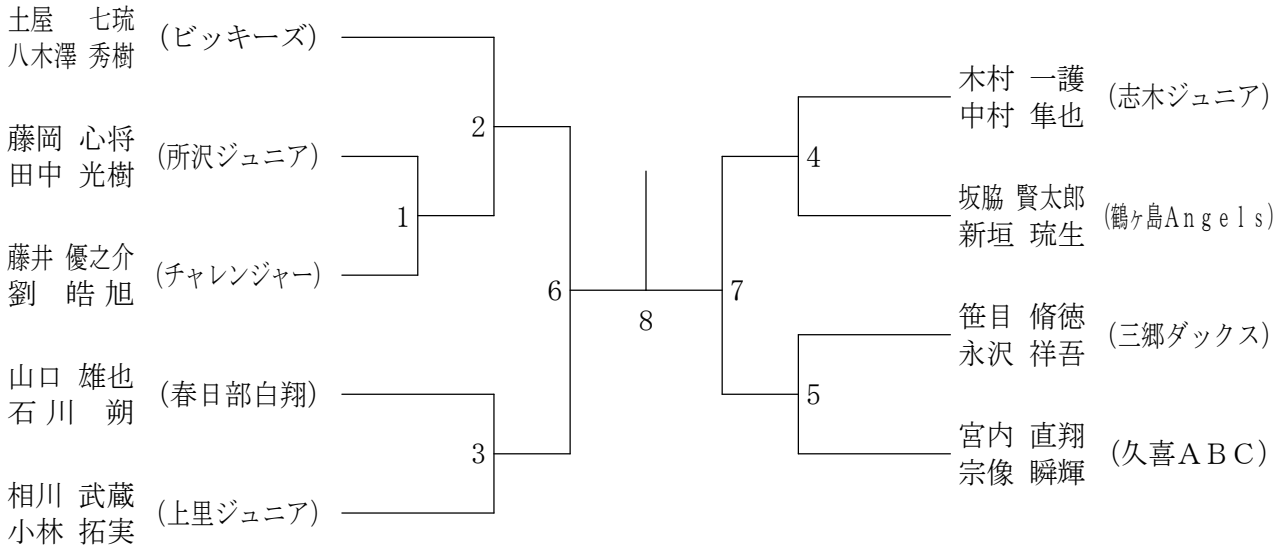 土屋 七琉
八木澤 秀樹
(ビッキーズ)
藤岡 心将
田中 光樹
(所沢ジュニア)
藤井 優之介
劉 皓旭
(チャレンジャー)
山口 雄也
石川 朔
(春日部白翔)
相川 武蔵
小林 拓実
(上里ジュニア)
2
1
6
3
8
7
4
5
木村 一護
中村 隼也
(志木ジュニア)
坂脇 賢太郎
新垣 琉生
(鶴ヶ島Angels)
笹目 脩徳
永沢 祥吾
(三郷ダックス)
宮内 直翔
宗像 瞬輝
(久喜ABC)